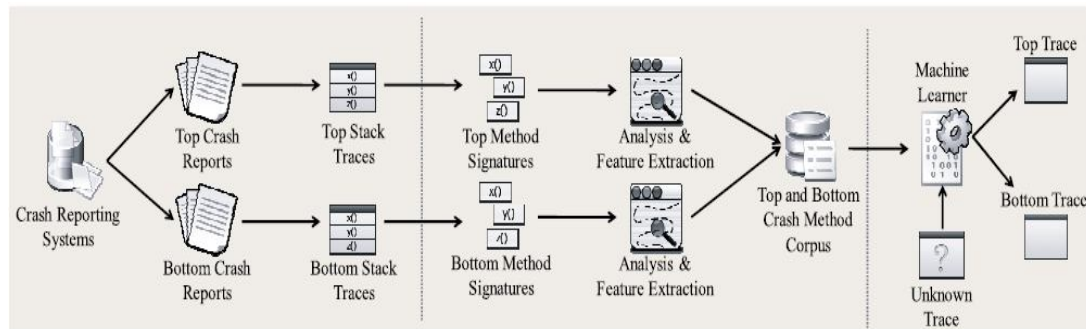 Crash Reporting
Systems
Top Crash
Reports
Bottom Crash
Reports
x()
y()
z()
Top Stack
Traces
x()
y()
z()
Bottom Stack
Traces
x()
y()
z()
Top Method
Signatures
x()
y()
z()
Bottom Method
Signatures
Analysis &
Feature Extraction
Analysis &
Feature Extraction
Top and Bottom
Crash Method
Corpus
Machine
Learner
?
Unknown
Trace
Top Trace
Bottom Trace